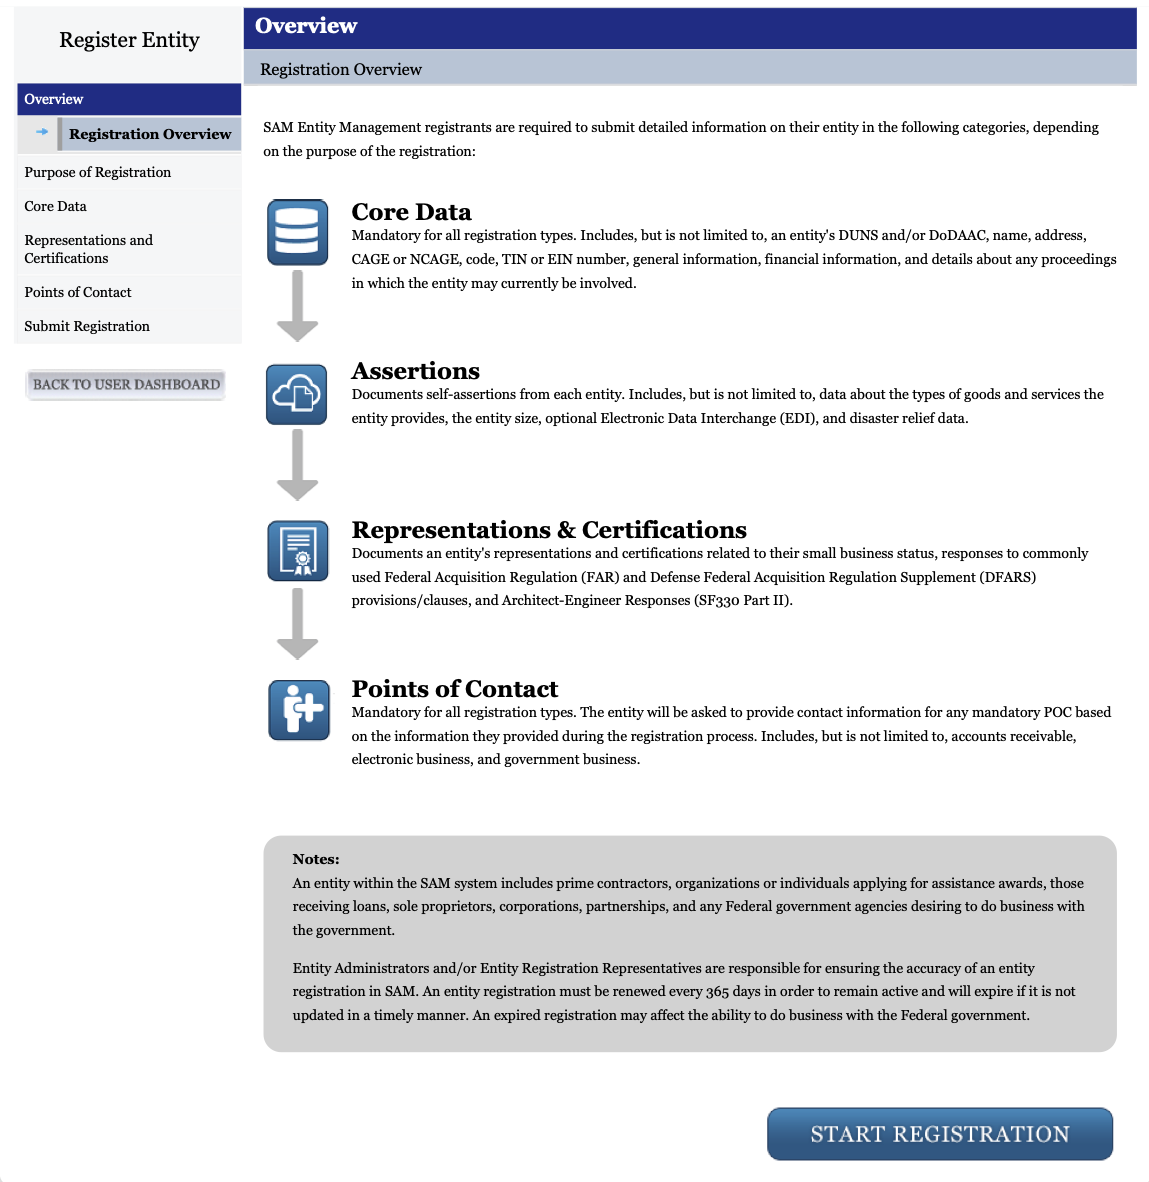 Register Entity
Overview
Registration Overview
Purpose of Registration
Core Data
Representations and
Certifications
Points of Contact
Submit Registration
BACK TO USER DASHBOARD
Overview
Registration Overview
SAM Entity Management registrants are required to submit detailed information on their entity in the following categories, depending
on the purpose of the registration:
Core Data
Mandatory for all registration types. Includes, but is not limited to, an entity's DUNS and/or DoDAAC, name, address,
CAGE or NCAGE, code, TIN or EIN number, general information, financial information, and details about any proceedings
in which the entity may currently be involved.
Assertions
Documents self-assertions from each entity. Includes, but is not limited to, data about the types of goods and services the
entity provides, the entity size, optional Electronic Data Interchange (EDI), and disaster relief data.
Representations & Certifications
Documents an entity's representations and certifications related to their small business status, responses to commonly
used Federal Acquisition Regulation (FAR) and Defense Federal Acquisition Regulation Supplement (DFARS)
provisions/clauses, and Architect-Engineer Responses (SF330 Part II).
Points of Contact
Mandatory for all registration types. The entity will be asked to provide contact information for any mandatory POC based
on the information they provided during the registration process. Includes, but is not limited to, accounts receivable,
electronic business, and government business.
Notes:
An entity within the SAM system includes prime contractors, organizations or individuals applying for assistance awards, those
receiving loans, sole proprietors, corporations, partnerships, and any Federal government agencies desiring to do business with
the government.
Entity Administrators and/or Entity Registration Representatives are responsible for ensuring the accuracy of an entity
registration in SAM. An entity registration must be renewed every 365 days in order to remain active and will expire if it is not
updated in a timely manner. An expired registration may affect the ability to do business with the Federal government.
START REGISTRATION